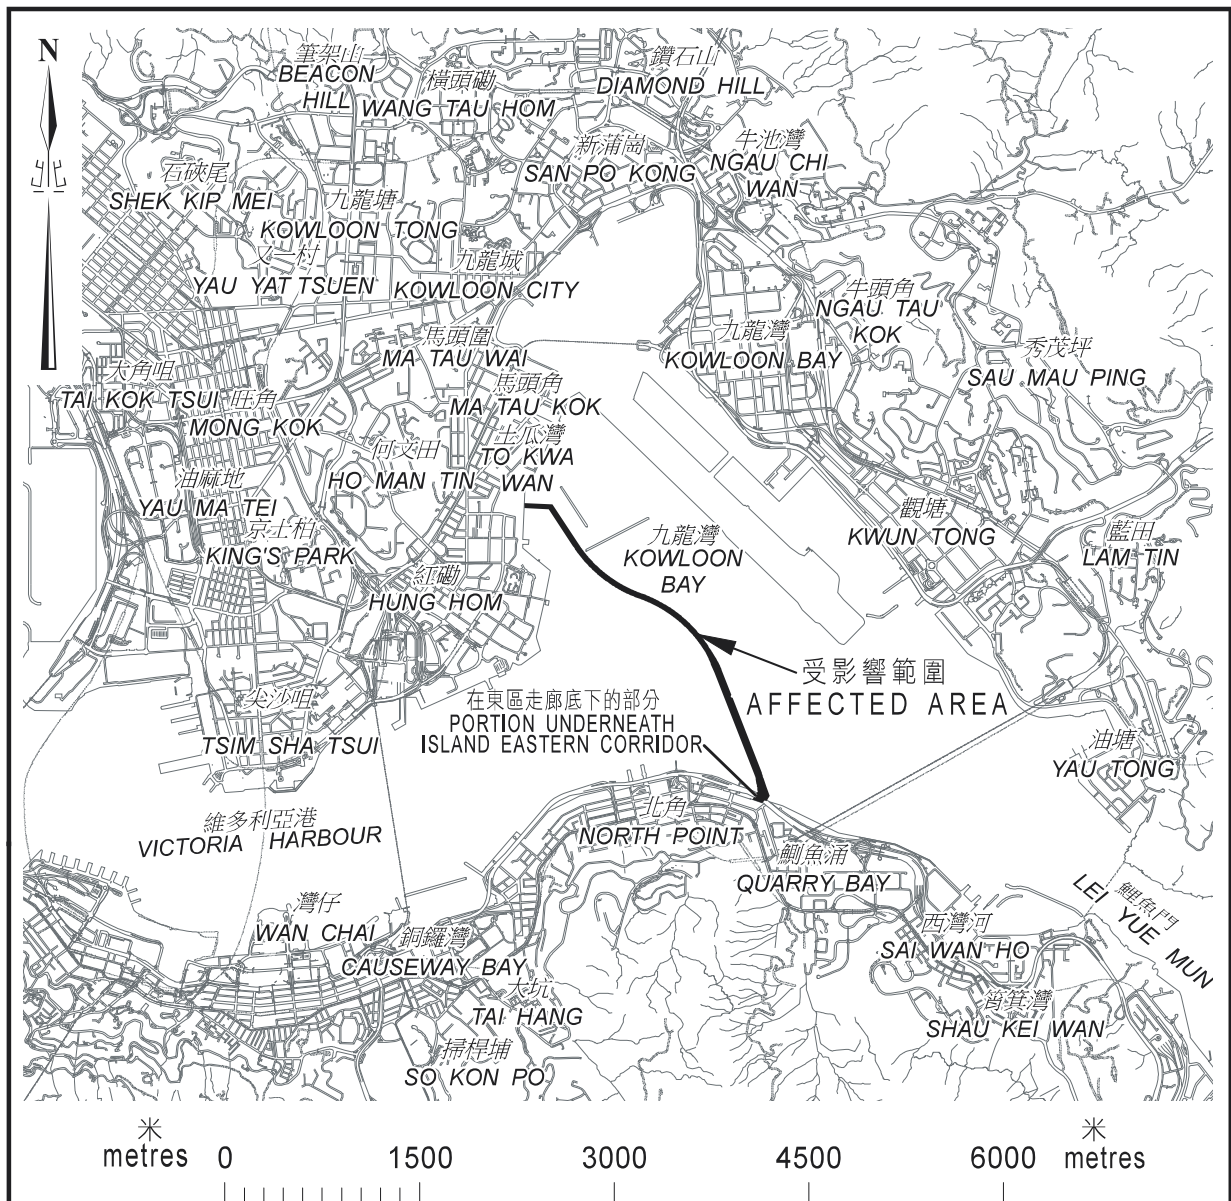 N
北
筆架山
BEACON
HILL
橫頭磡
WANG TAU HOM
鑽石山
DIAMOND HILL
新蒲崗
SAN PO KONG
牛池灣
NGAU CHI
WAN
石硤尾
SHEK KIP MEI
九龍塘
KOWLOON TONG
又一村
YAU YAT TSUEN
九龍城
KOWLOON CITY
馬頭圍
MA TAU WAI
九龍灣
KOWLOON BAY
牛頭角
NGAU TAU
KOK
秀茂坪
SAU MAU PING
大角咀
TAI KOK TSUI
旺角
MONG KOK
馬頭角
MA TAU KOK
土瓜灣
TO KWA
WAN
何文田
HO MAN TIN
油麻地
YAU MA TEI
京士柏
KING'S PARK
紅磡
HUNG HOM
九龍灣
KOWLOON
BAY
觀塘
KWUN TONG
藍田
LAM TIN
受影響範圍
AFFECTED AREA
在東區走廊底下的部分
PORTION UNDERNEATH
ISLAND EASTERN CORRIDOR
尖沙咀
TSIM SHA TSUI
油塘
YAU TONG
維多利亞港
VICTORIA HARBOUR
北角
NORTH POINT
鰂魚涌
QUARRY BAY
鯉魚門
LEI YUE MUN
灣仔
WAN CHAI
銅鑼灣
CAUSEWAY BAY
西灣河
SAI WAN HO
大坑
TAI HANG
筲箕灣
SHAU KEI WAN
掃桿埔
SO KON PO
米
metres 0 1500 3000 4500 6000
米
metres